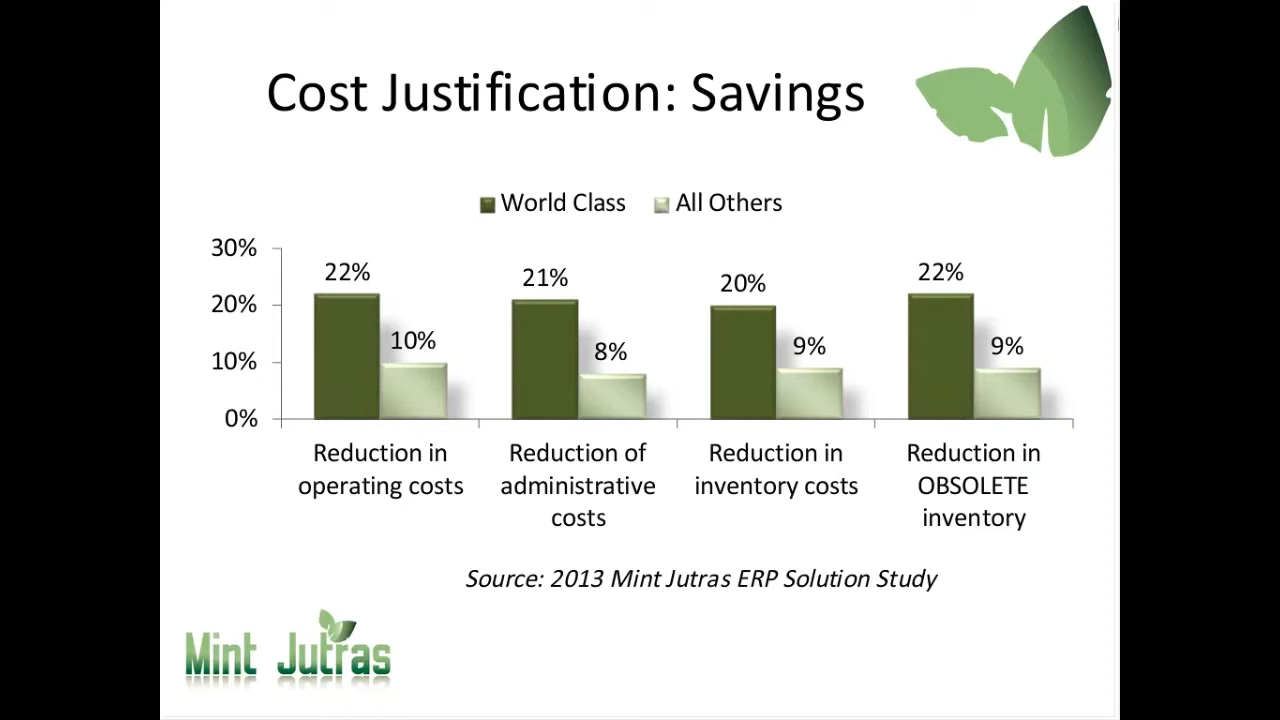 Cost Justification: Savings
World Class All Others
30%
20%
10%
0%
22% 10% 21% 8% 20% 9% 22% 9%
Reduction in
operating costs
Reduction of
administrative
costs
Reduction in
inventory costs
Reduction in
OBSOLETE
inventory
Source: 2013 Mint Jutras ERP Solution Study
Mint Jutras